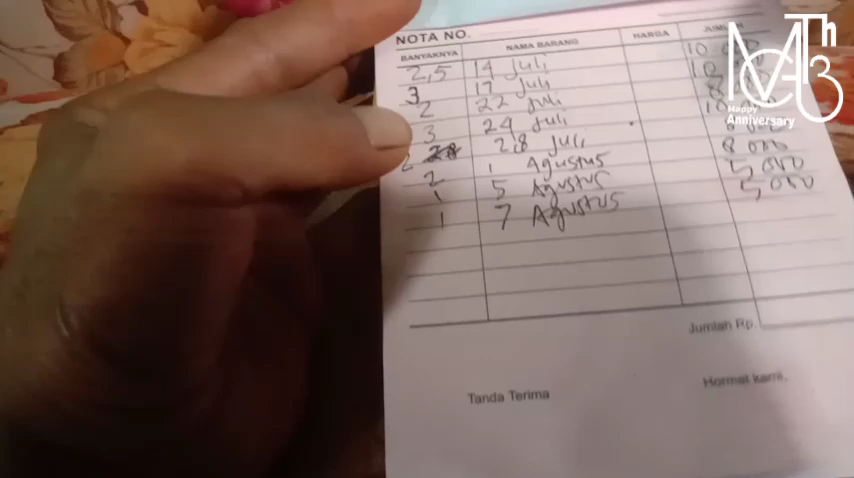 NOTA NO.
BANYAKNYA NAMA BARANG HARGA JUMLAH
2,5 14 Juli 10.000
3 17 Juli
2 22 Juli
3 24 Juli
2 28 Juli
2 1 Agustus 8 000
1 5 Agustus 5 000
1 7 Agustus 5 000
Jumlah Rp.
Tanda Terima
Hormat kami,
Happy
Anniversary